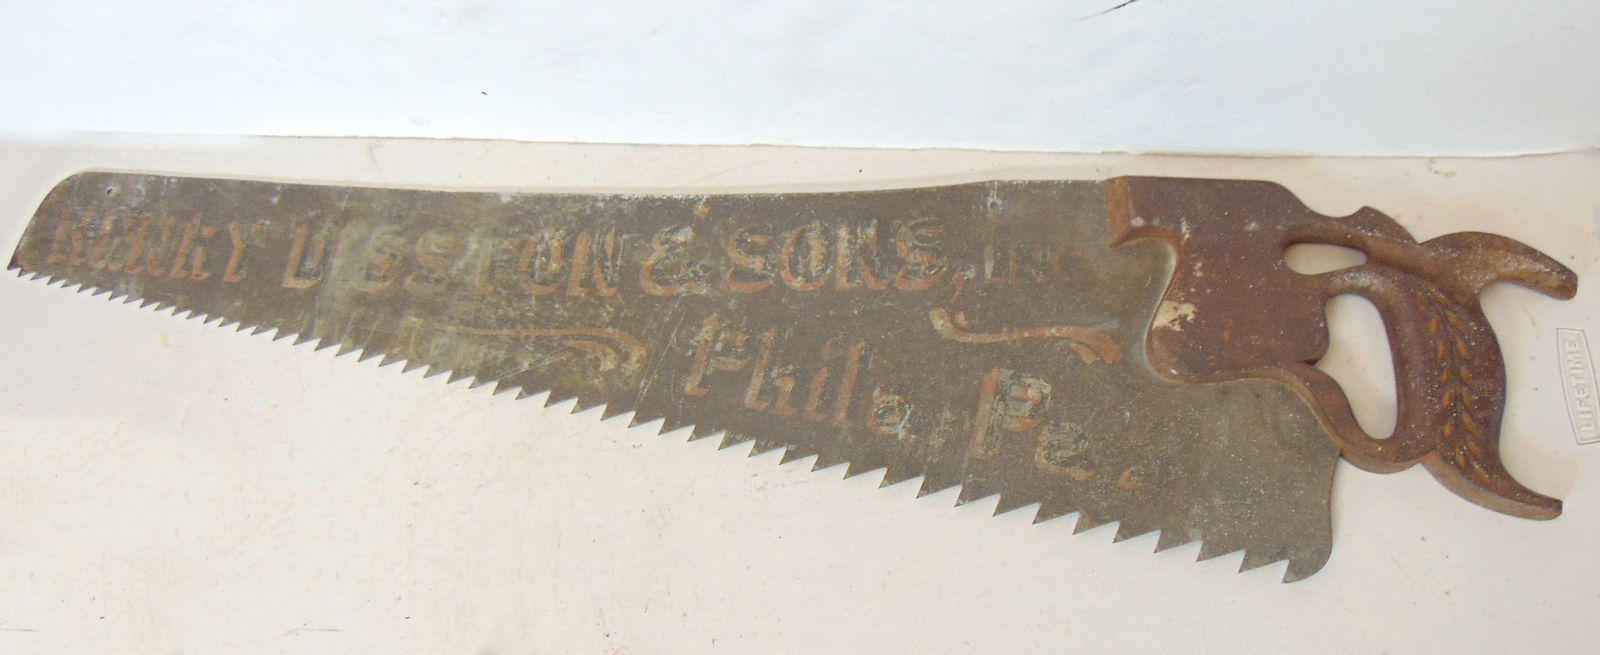 HENRY DISSTON & SONS, INC
Phila. Pa.
LIFETIME